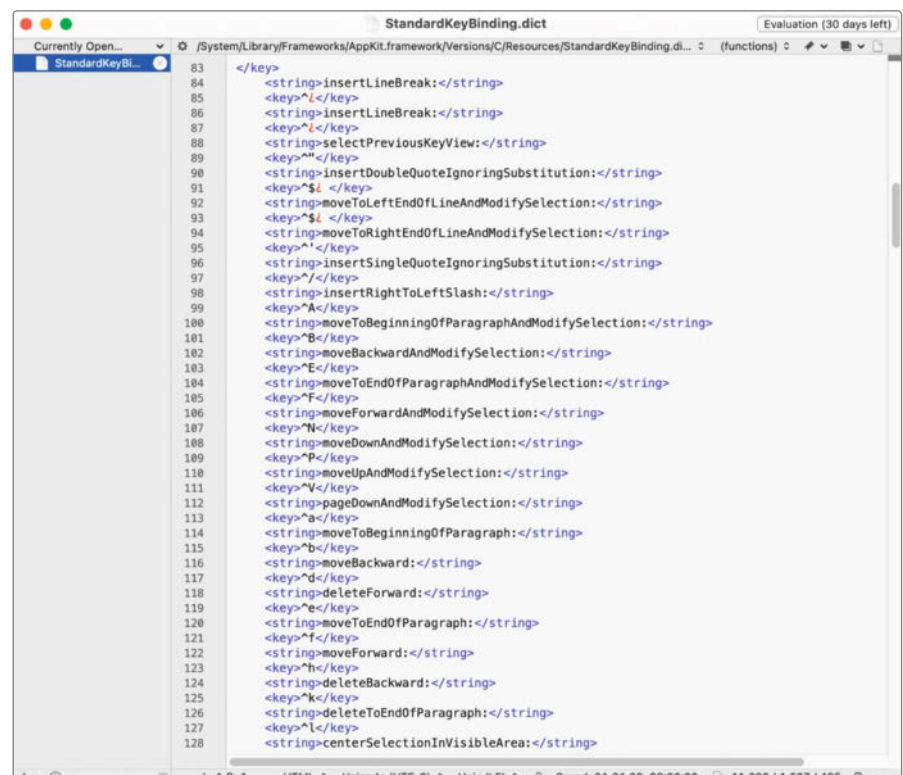 StandardKeyBinding.dict
Evaluation (30 days left)
Currently Open...
/System/Library/Frameworks/AppKit.framework/Versions/C/Resources/StandardKeyBinding.di...
(functions)
StandardKeyBi...
83 </key>
84 <string>insertLineBreak:</string>
85 <key>^¿</key>
86 <string>insertLineBreak:</string>
87 <key>^¿</key>
88 <string>selectPreviousKeyView:</string>
89 <key>^"</key>
90 <string>insertDoubleQuoteIgnoringSubstitution:</string>
91 <key>^$¿ </key>
92 <string>moveToLeftEndOfLineAndModifySelection:</string>
93 <key>^$¿ </key>
94 <string>moveToRightEndOfLineAndModifySelection:</string>
95 <key>^'</key>
96 <string>insertSingleQuoteIgnoringSubstitution:</string>
97 <key>^/</key>
98 <string>insertRightToLeftSlash:</string>
99 <key>^A</key>
100 <string>moveToBeginningOfParagraphAndModifySelection:</string>
101 <key>^B</key>
102 <string>moveBackwardAndModifySelection:</string>
103 <key>^E</key>
104 <string>moveToEndOfParagraphAndModifySelection:</string>
105 <key>^F</key>
106 <string>moveForwardAndModifySelection:</string>
107 <key>^N</key>
108 <string>moveDownAndModifySelection:</string>
109 <key>^P</key>
110 <string>moveUpAndModifySelection:</string>
111 <key>^V</key>
112 <string>pageDownAndModifySelection:</string>
113 <key>^a</key>
114 <string>moveToBeginningOfParagraph:</string>
115 <key>^b</key>
116 <string>moveBackward:</string>
117 <key>^d</key>
118 <string>deleteForward:</string>
119 <key>^e</key>
120 <string>moveToEndOfParagraph:</string>
121 <key>^f</key>
122 <string>moveForward:</string>
123 <key>^h</key>
124 <string>deleteBackward:</string>
125 <key>^k</key>
126 <string>deleteToEndOfParagraph:</string>
127 <key>^l</key>
128 <string>centerSelectionInVisibleArea:</string>